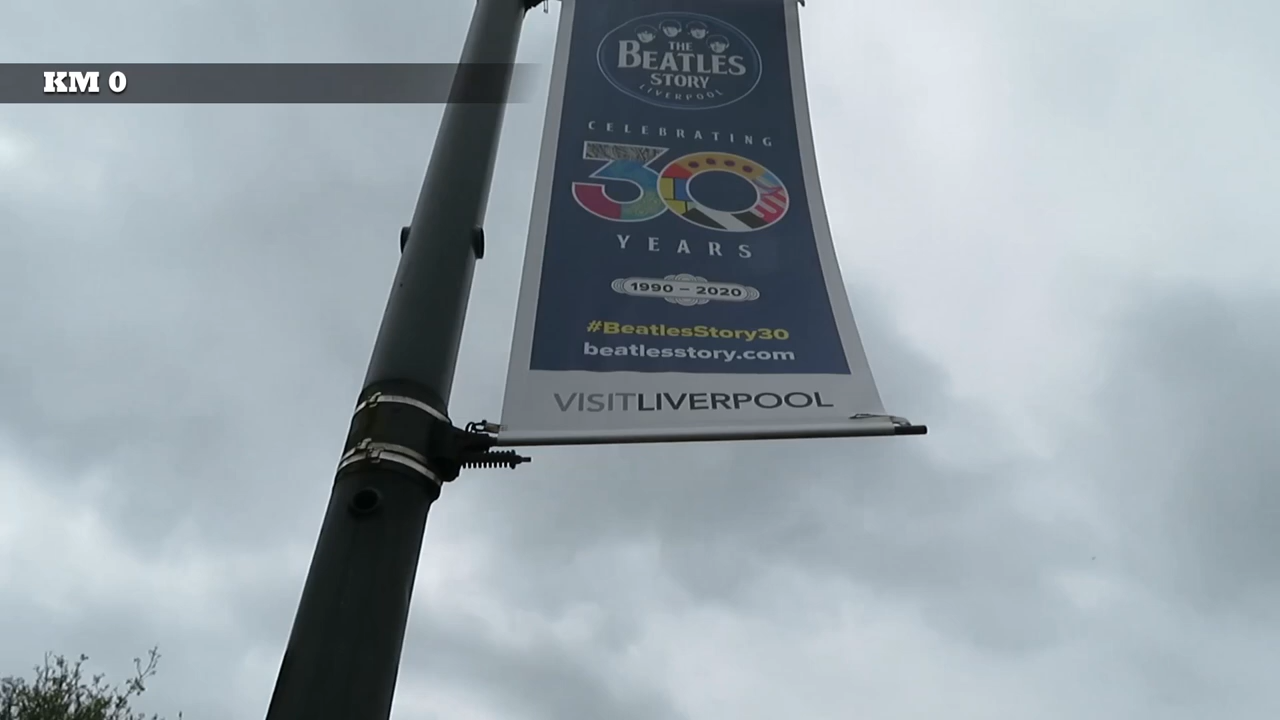 KM 0
THE
BEATLES
STORY
LIVERPOOL
CELEBRATING
30
YEARS
1990 – 2020
#BeatlesStory30
beatlesstory.com
VISITLIVERPOOL